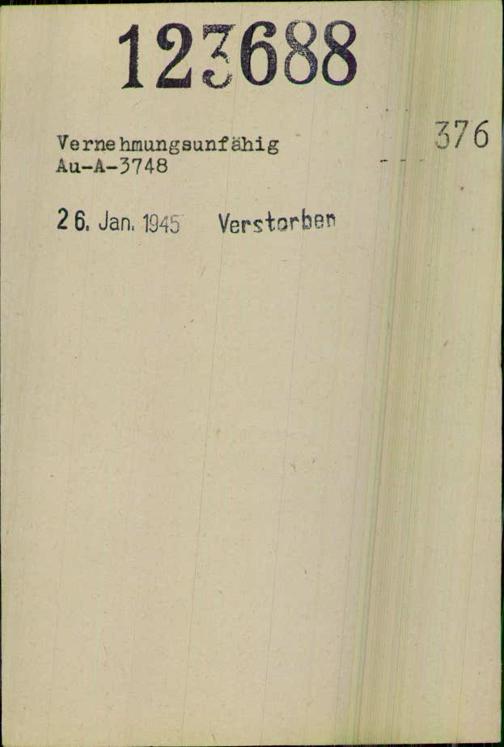 123688
376
Vernehmungsunfähig
Au-A-3748
26. Jan. 1945 Verstorben